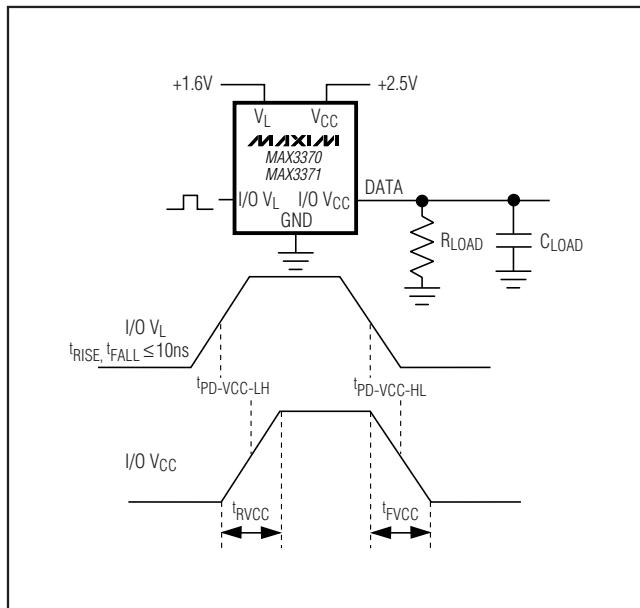 +1.6V +2.5V
VL VCC
MAXIM
MAX3370
MAX3371
I/O VL I/O VCC DATA
GND
RLOAD CLOAD
I/O VL
tRISE, tFALL ≤10ns
tPD-VCC-LH tPD-VCC-HL
I/O VCC
tRVCC tFVCC